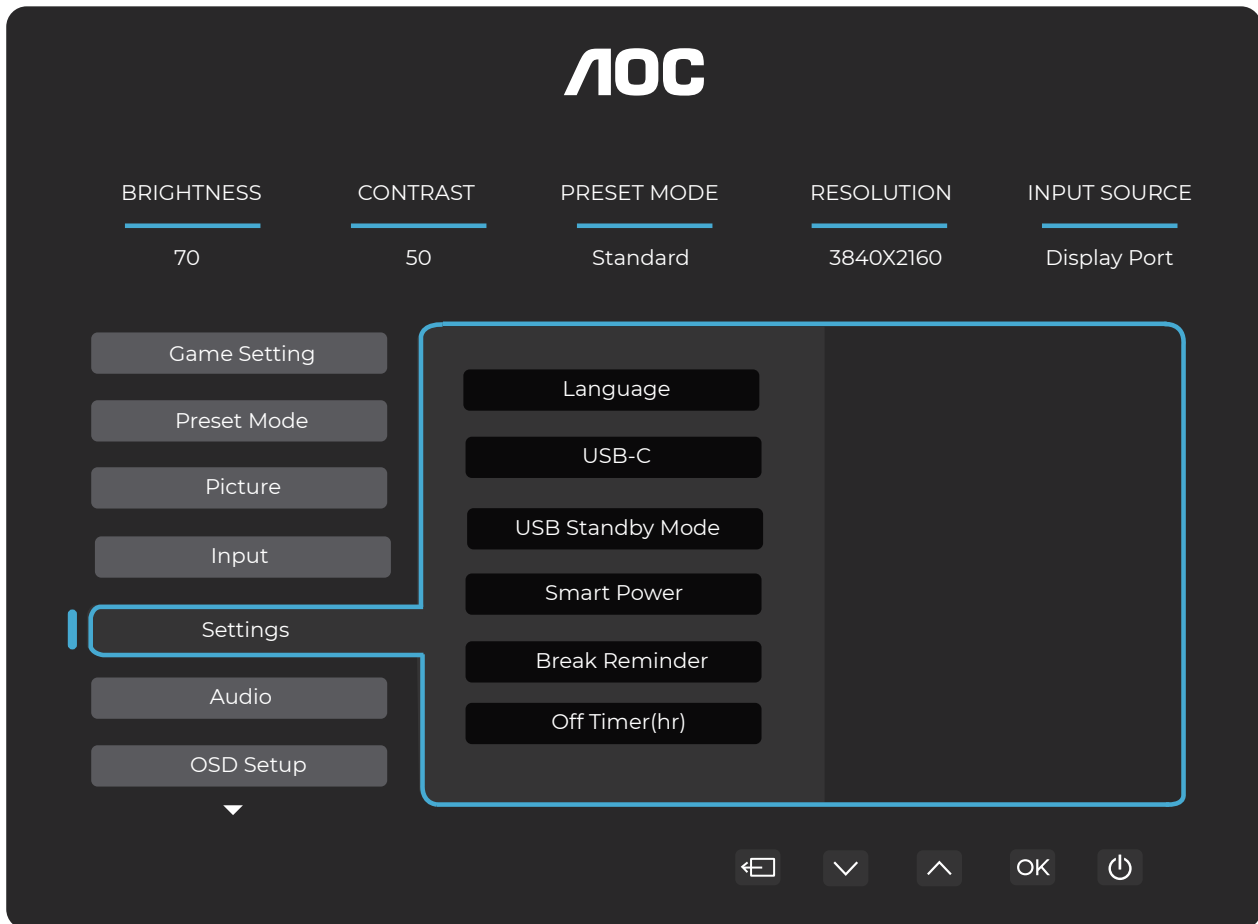 AOC
BRIGHTNESS CONTRAST PRESET MODE RESOLUTION INPUT SOURCE
70 50 Standard 3840X2160 Display Port
Game Setting
Preset Mode
Picture
Input
Settings
Audio
OSD Setup
Language
USB-C
USB Standby Mode
Smart Power
Break Reminder
Off Timer(hr)
OK